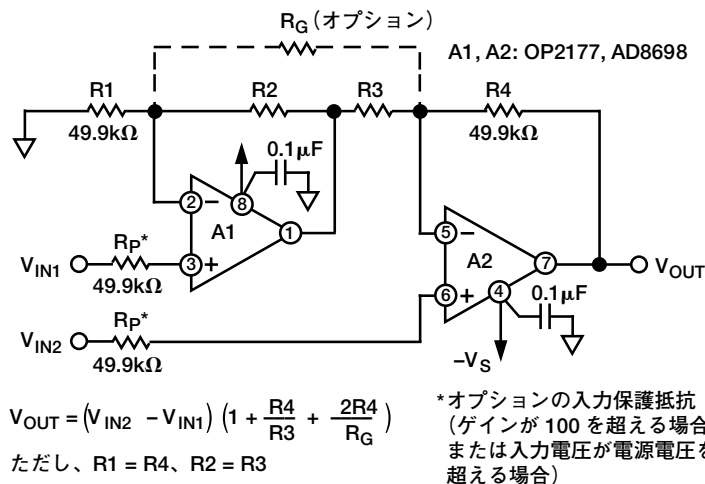 RG (オプション)
A1, A2: OP2177, AD8698
R1
R2
R3
R4
49.9kΩ
49.9kΩ
0.1μF
2
−
8
A1
1
3
+
VIN1
RP*
49.9kΩ
5
−
A2
7
VOUT
6
+
4
0.1μF
−VS
VIN2
RP*
49.9kΩ
VOUT = (VIN2 − VIN1) (1 + R4/R3 + 2R4/RG)
ただし、R1 = R4、R2 = R3
*オプションの入力保護抵抗
(ゲインが 100 を超える場合
または入力電圧が電源電圧を
超える場合)